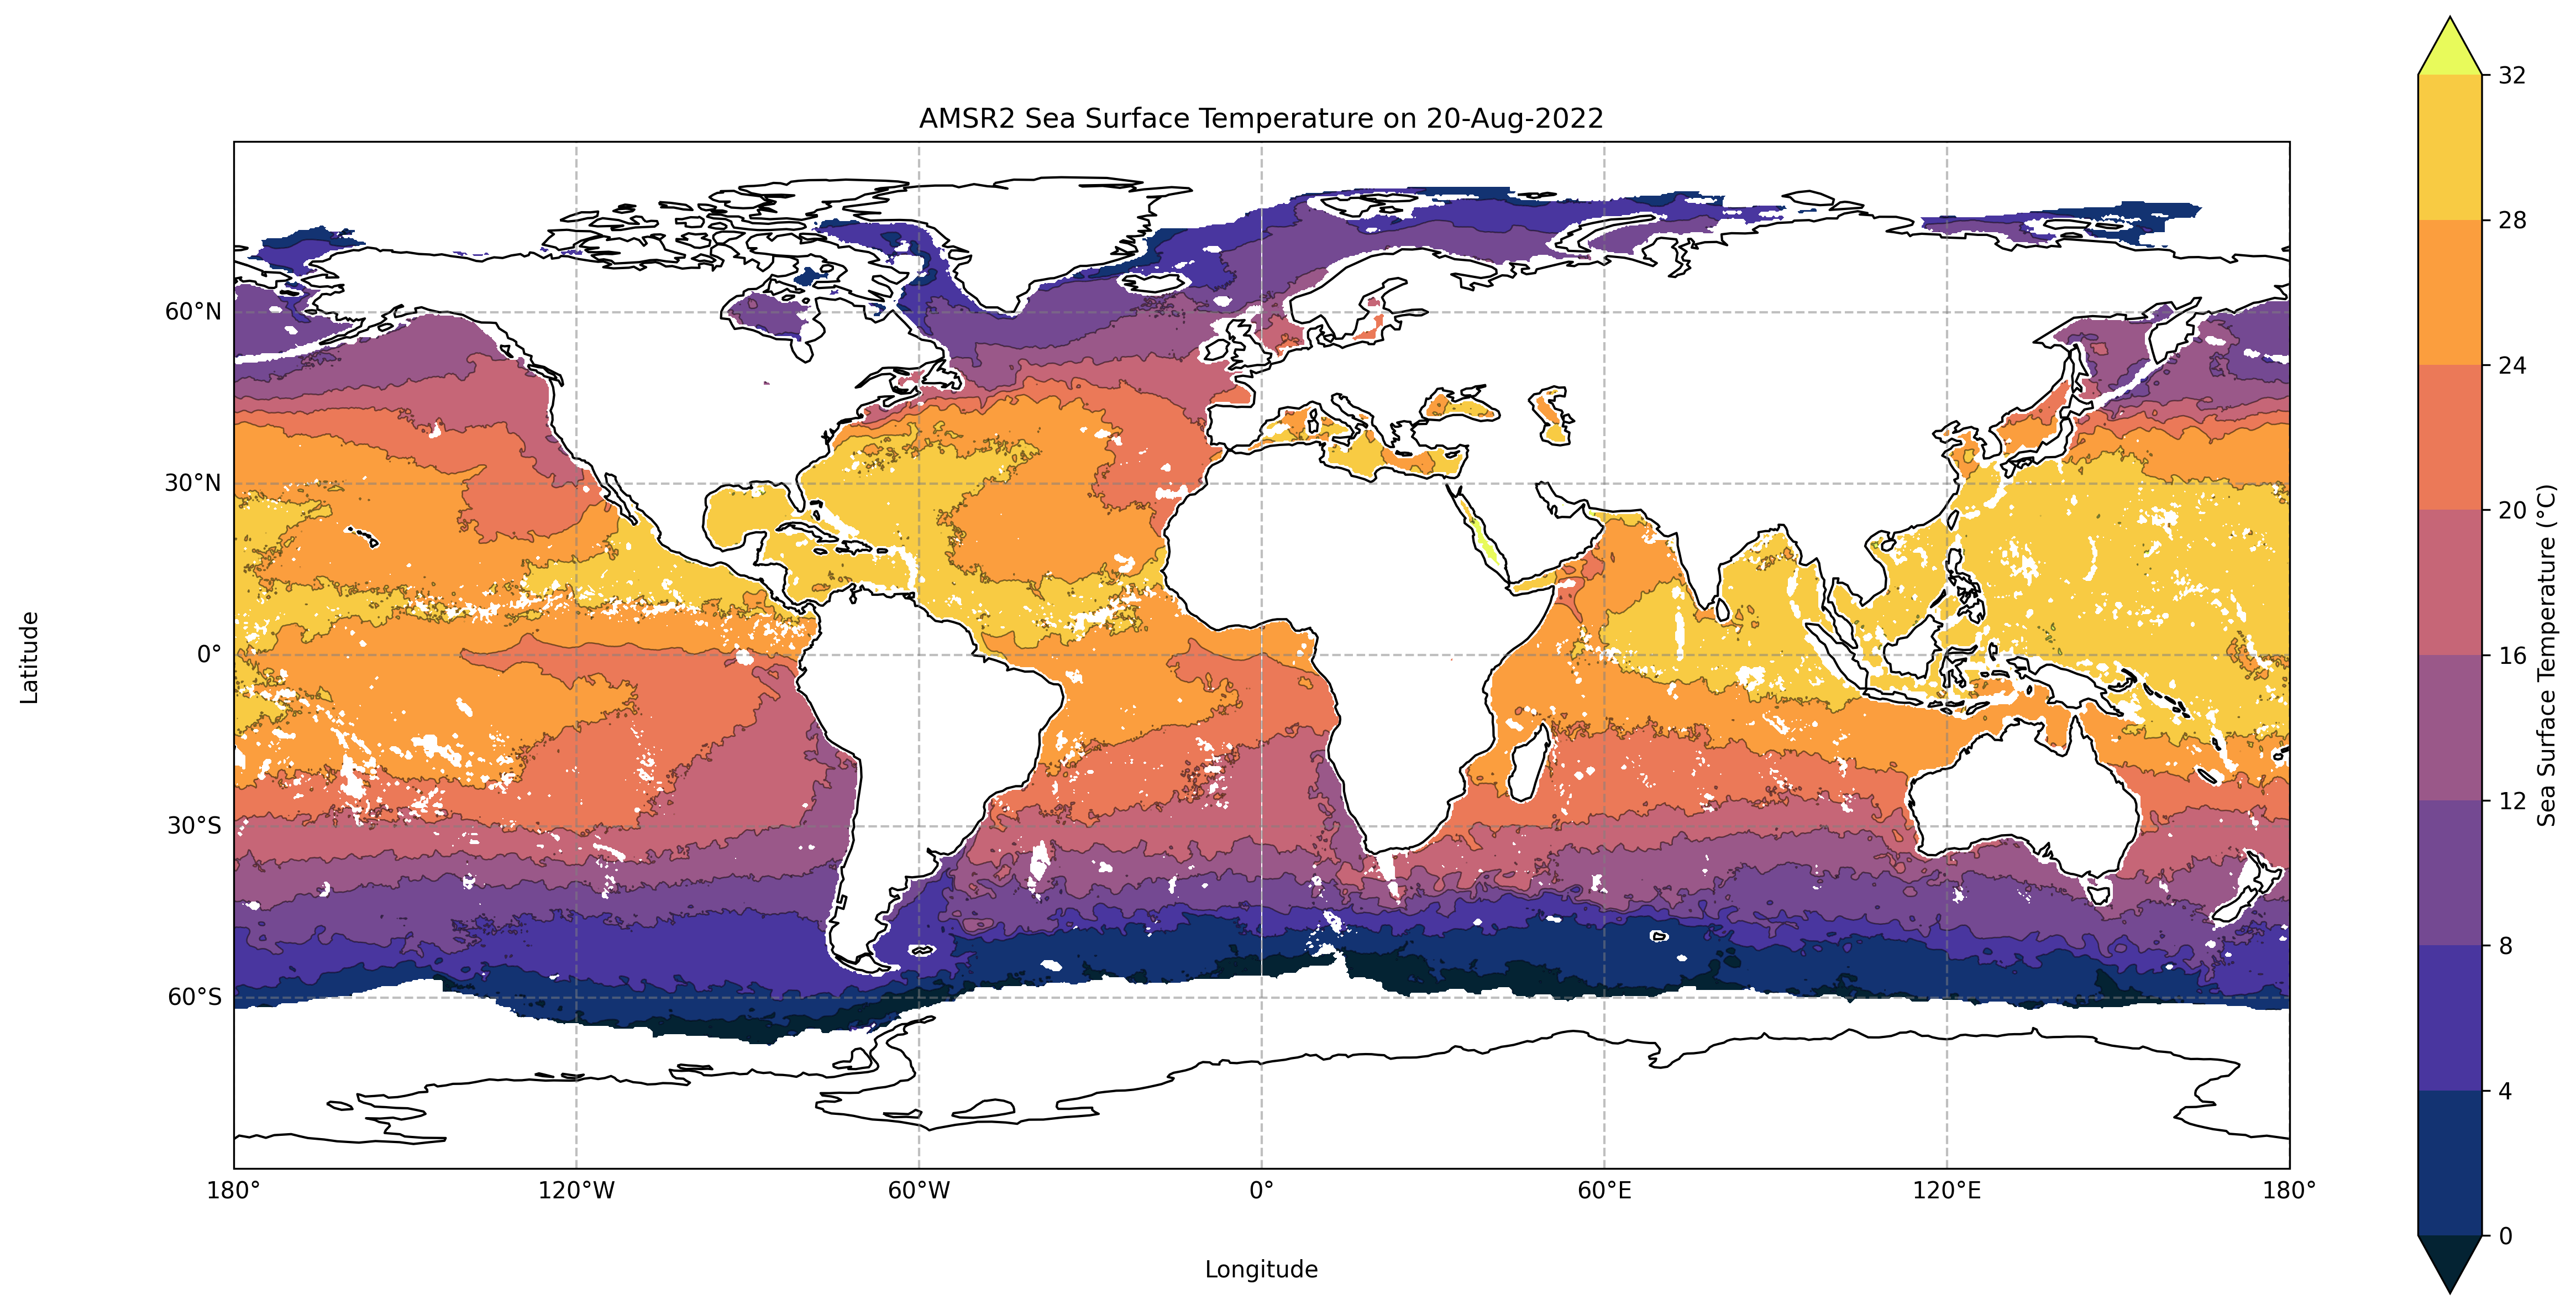 AMSR2 Sea Surface Temperature on 20-Aug-2022
60°N
30°N
0°
30°S
60°S
Latitude
180°
120°W
60°W
0°
60°E
120°E
180°
Longitude
32
28
24
20
16
12
8
4
0
Sea Surface Temperature (°C)